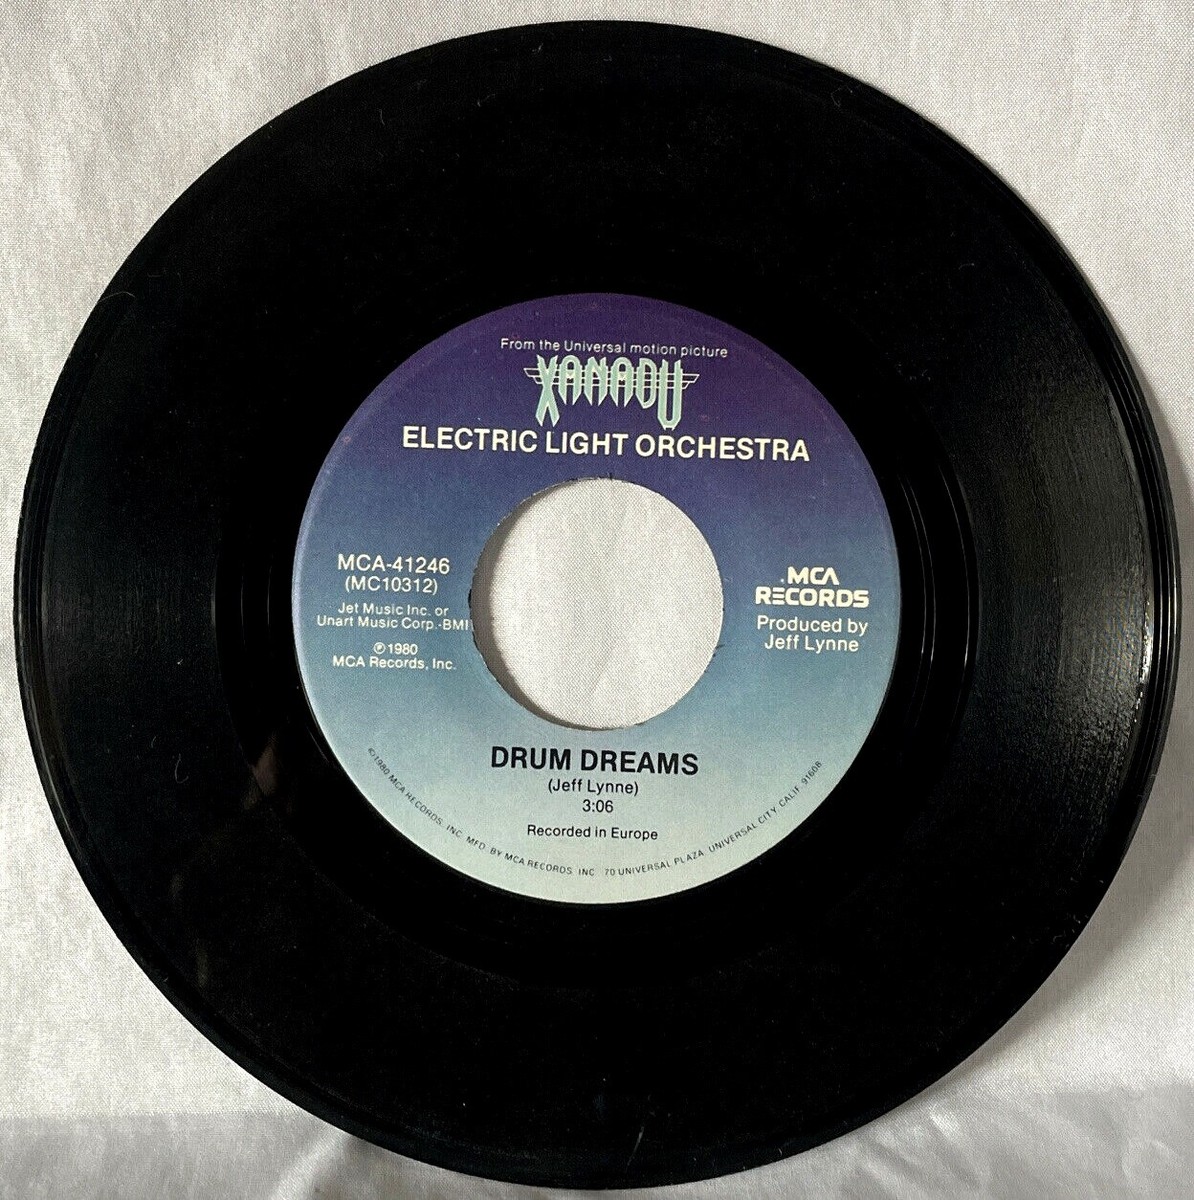 From the Universal motion picture
XANADU
ELECTRIC LIGHT ORCHESTRA
MCA-41246
(MC10312)
Jet Music Inc. or
Unart Music Corp.-BMI
℗1980
MCA Records, Inc.
MCA
RECORDS
Produced by
Jeff Lynne
DRUM DREAMS
(Jeff Lynne)
3:06
Recorded in Europe
©1980 MCA RECORDS, INC. MFD. BY MCA RECORDS, INC. 70 UNIVERSAL PLAZA, UNIVERSAL CITY, CALIF. 91608